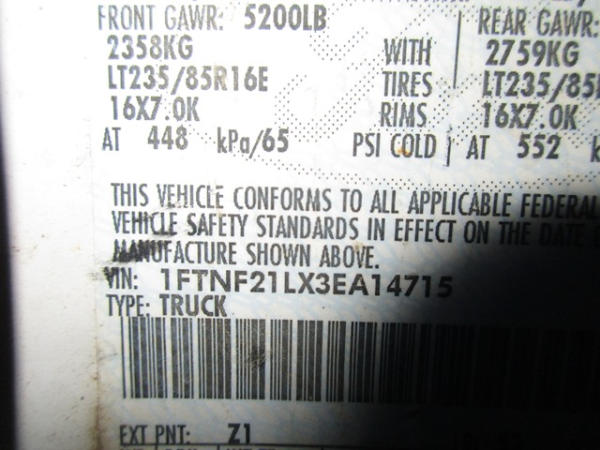 FRONT GAWR: 5200LB REAR GAWR:
2358KG WITH 2759KG
LT235/85R16E TIRES LT235/85
16X7.0K RIMS 16X7.0K
AT 448 kPa/65 PSI COLD AT 552
THIS VEHICLE CONFORMS TO ALL APPLICABLE FEDERAL
VEHICLE SAFETY STANDARDS IN EFFECT ON THE DATE
MANUFACTURE SHOWN ABOVE.
VIN: 1FTNF21LX3EA14715
TYPE: TRUCK
EXT PNT: Z1